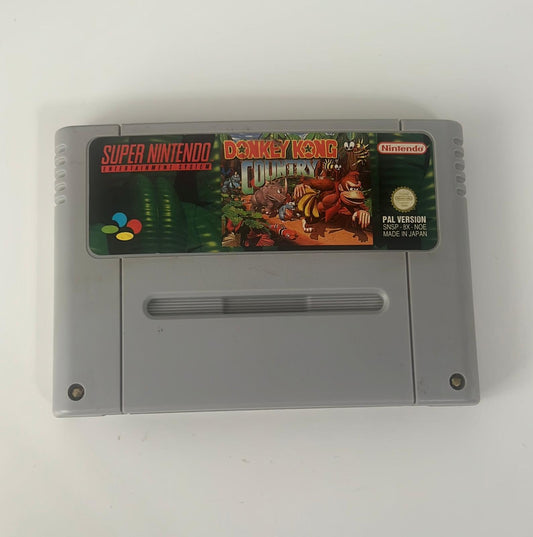 SUPER NINTENDO
ENTERTAINMENT SYSTEM
DONKEY KONG
COUNTRY
Nintendo
PAL VERSION
SNSP - 8X - NOE
MADE IN JAPAN